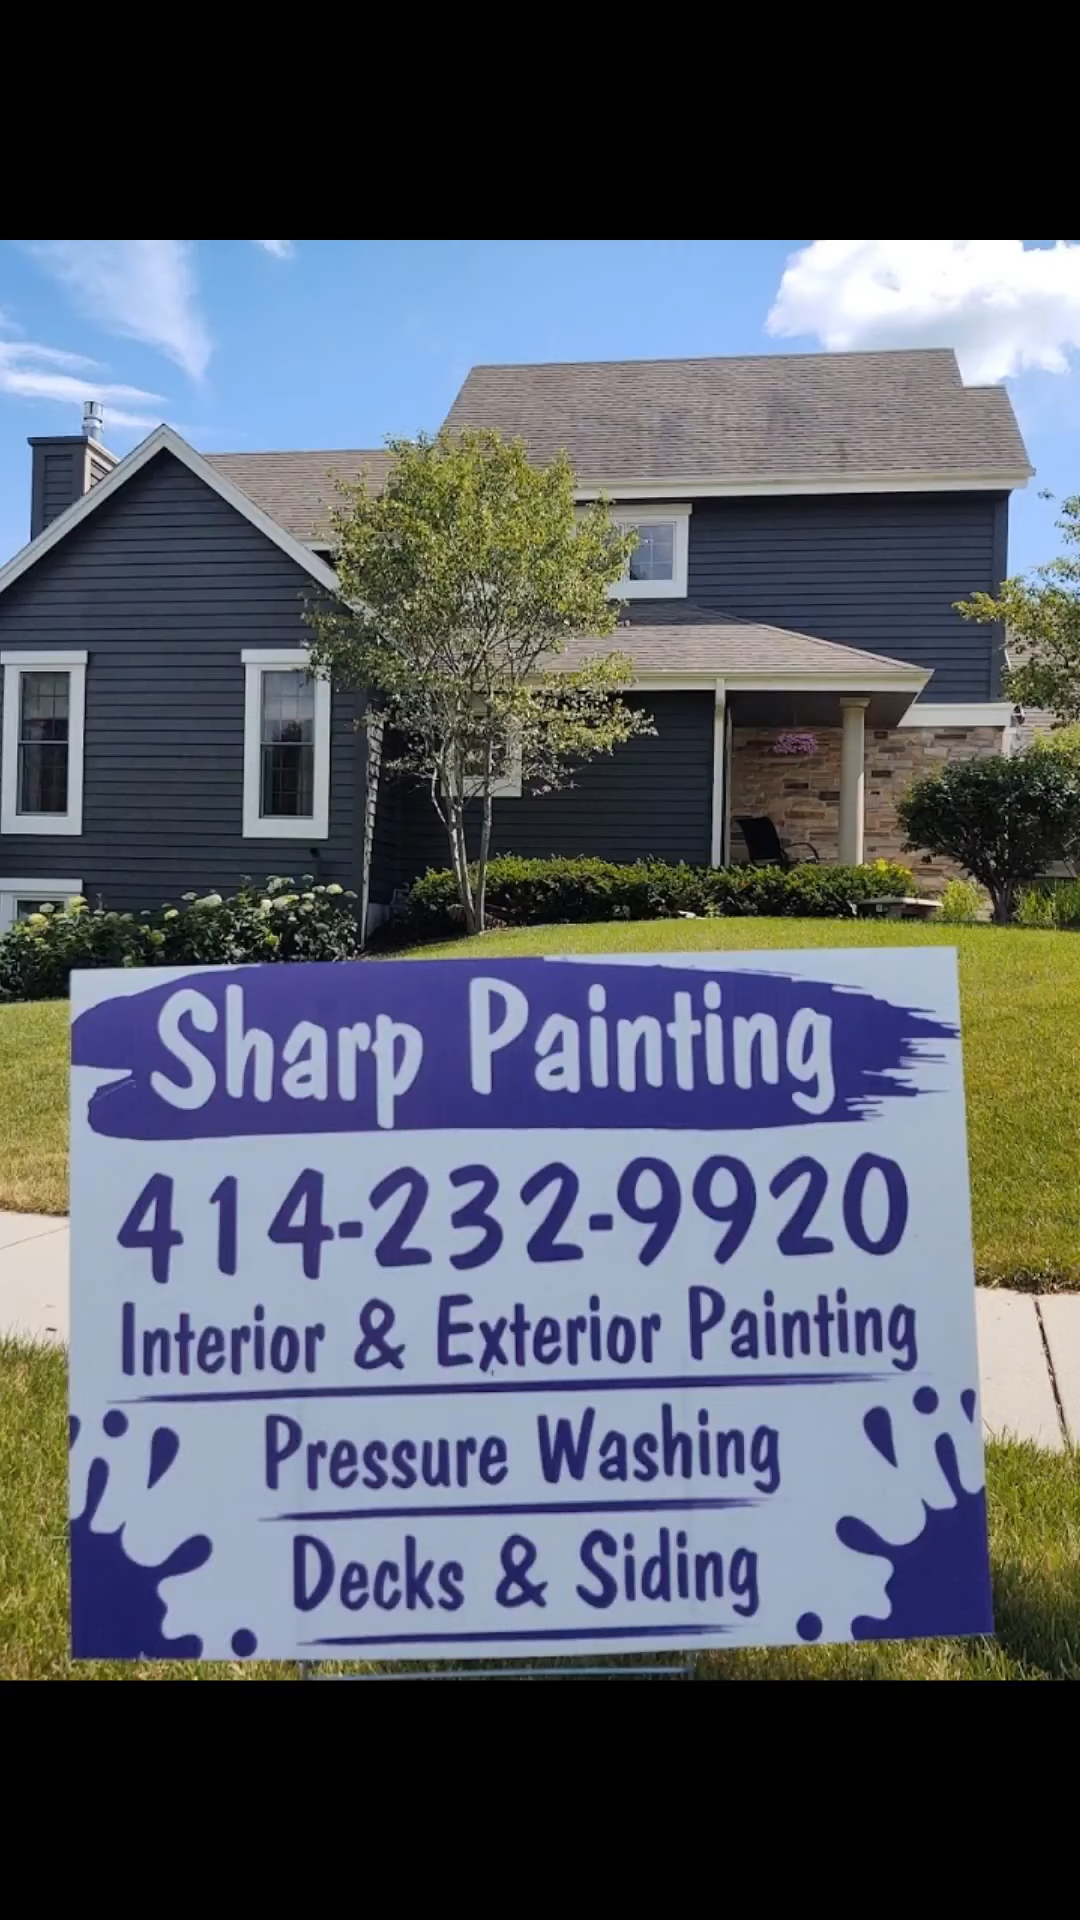 Sharp Painting
414-232-9920
Interior & Exterior Painting
Pressure Washing
Decks & Siding